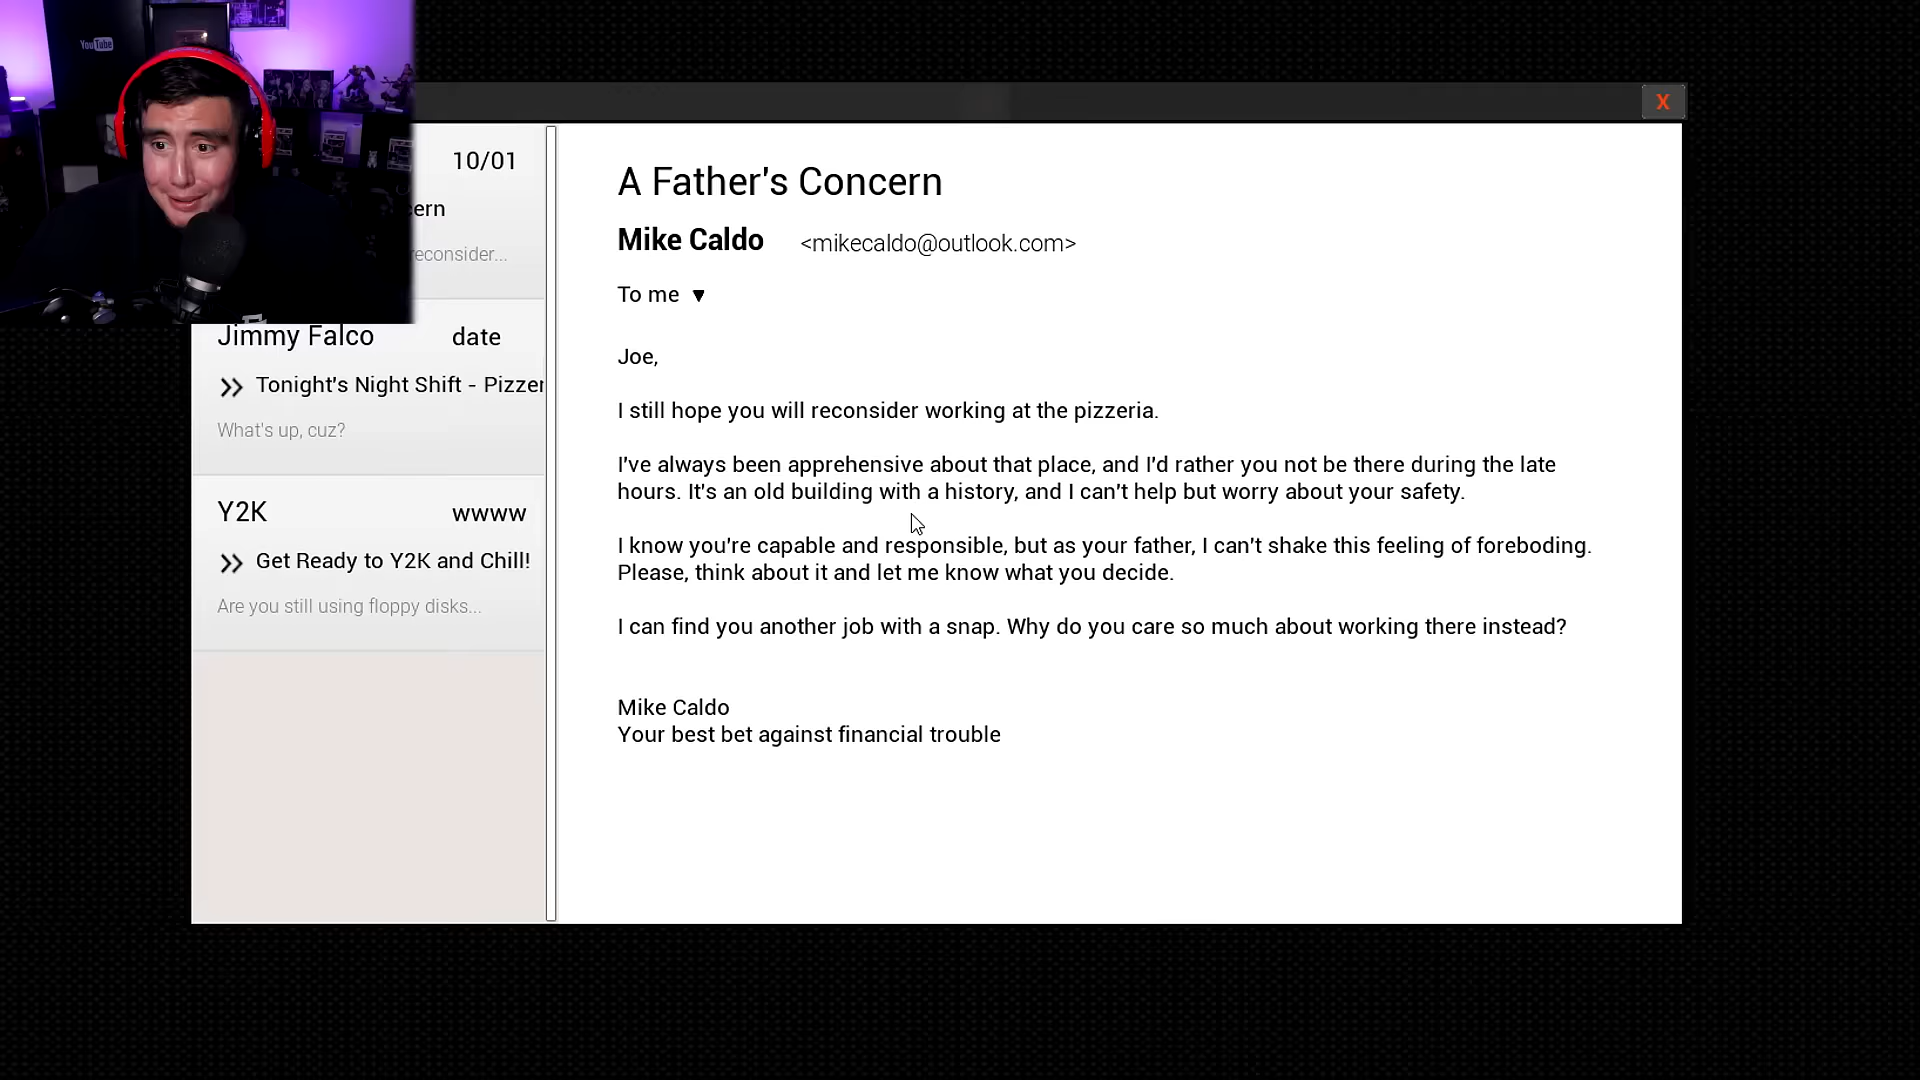 YouTube
X
10/01
cern
reconsider...
Jimmy Falco date
Tonight's Night Shift - Pizzer
What's up, cuz?
Y2K wwww
Get Ready to Y2K and Chill!
Are you still using floppy disks...
A Father's Concern
Mike Caldo <mikecaldo@outlook.com>
To me ▼
Joe,
I still hope you will reconsider working at the pizzeria.
I've always been apprehensive about that place, and I'd rather you not be there during the late
hours. It's an old building with a history, and I can't help but worry about your safety.
I know you're capable and responsible, but as your father, I can't shake this feeling of foreboding.
Please, think about it and let me know what you decide.
I can find you another job with a snap. Why do you care so much about working there instead?
Mike Caldo
Your best bet against financial trouble